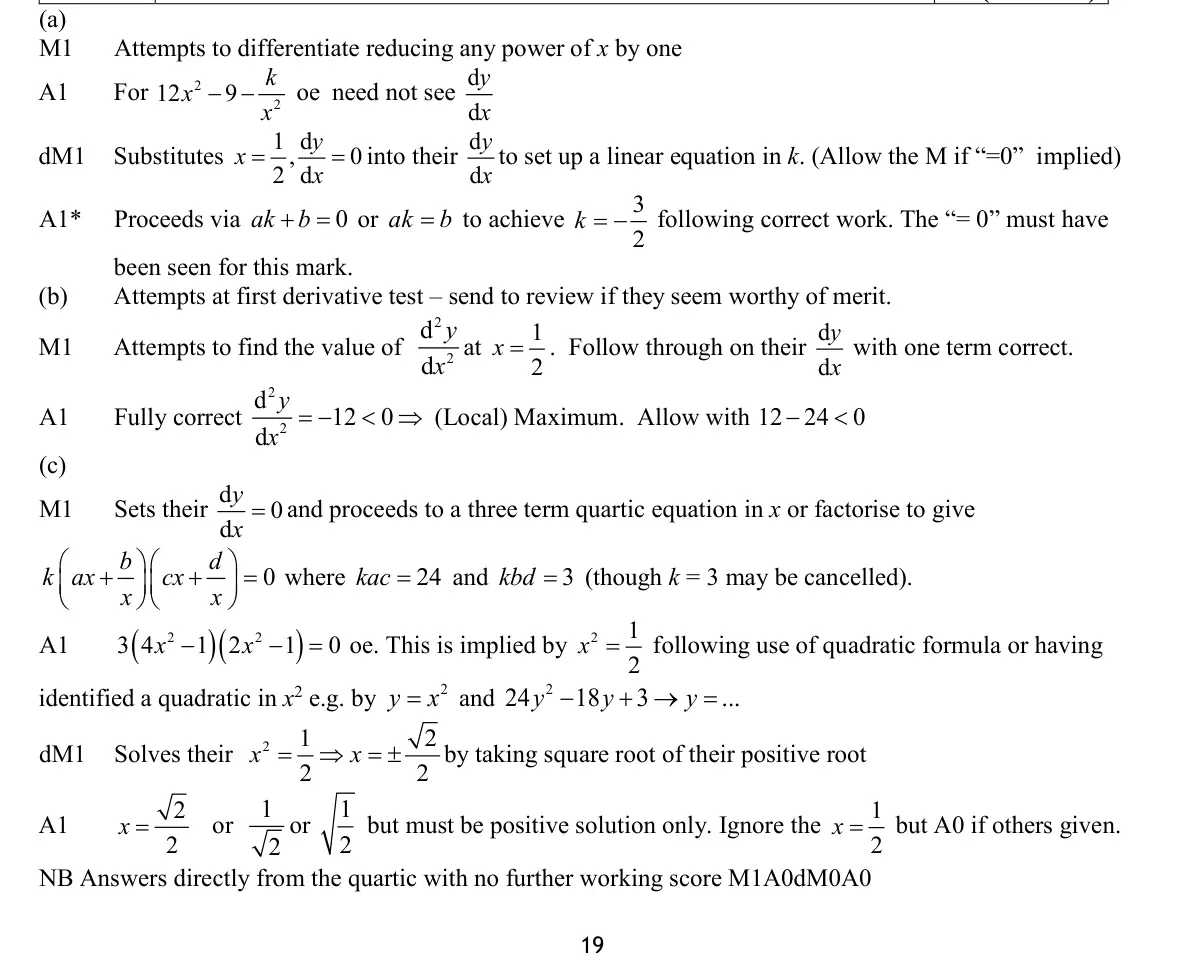 (a)
M1 Attempts to differentiate reducing any power of x by one
A1 For 12x² − 9 − k/x² oe need not see dy/dx
dM1 Substitutes x = 1/2, dy/dx = 0 into their dy/dx to set up a linear equation in k. (Allow the M if “=0” implied)
A1* Proceeds via ak + b = 0 or ak = b to achieve k = −3/2 following correct work. The “= 0” must have
been seen for this mark.
(b) Attempts at first derivative test – send to review if they seem worthy of merit.
M1 Attempts to find the value of d²y/dx² at x = 1/2 . Follow through on their dy/dx with one term correct.
A1 Fully correct d²y/dx² = −12 < 0 ⇒ (Local) Maximum. Allow with 12 − 24 < 0
(c)
M1 Sets their dy/dx = 0 and proceeds to a three term quartic equation in x or factorise to give
k(ax + b/x)(cx + d/x) = 0 where kac = 24 and kbd = 3 (though k = 3 may be cancelled).
A1 3(4x² − 1)(2x² − 1) = 0 oe. This is implied by x² = 1/2 following use of quadratic formula or having
identified a quadratic in x² e.g. by y = x² and 24y² − 18y + 3 → y = ...
dM1 Solves their x² = 1/2 ⇒ x = ±√2/2 by taking square root of their positive root
A1 x = √2/2 or 1/√2 or √(1/2) but must be positive solution only. Ignore the x = 1/2 but A0 if others given.
NB Answers directly from the quartic with no further working score M1A0dM0A0
19